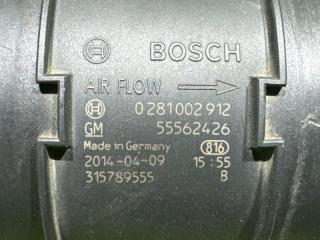 BOSCH
AIR FLOW
0 281 002 912
GM 55562426
Made in Germany 816
2014-04-09 15:55
315789555 B